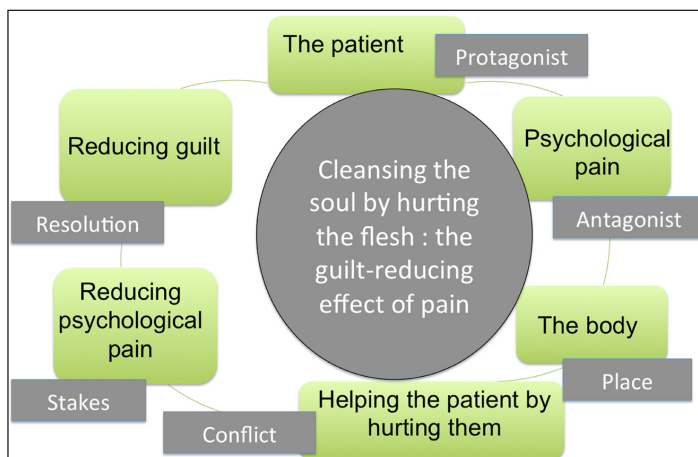 The patient
Protagonist
Psychological
pain
Antagonist
The body
Place
Helping the patient by
hurting them
Conflict
Reducing
psychological
pain
Stakes
Reducing guilt
Resolution
Cleansing the
soul by hurting
the flesh : the
guilt-reducing
effect of pain